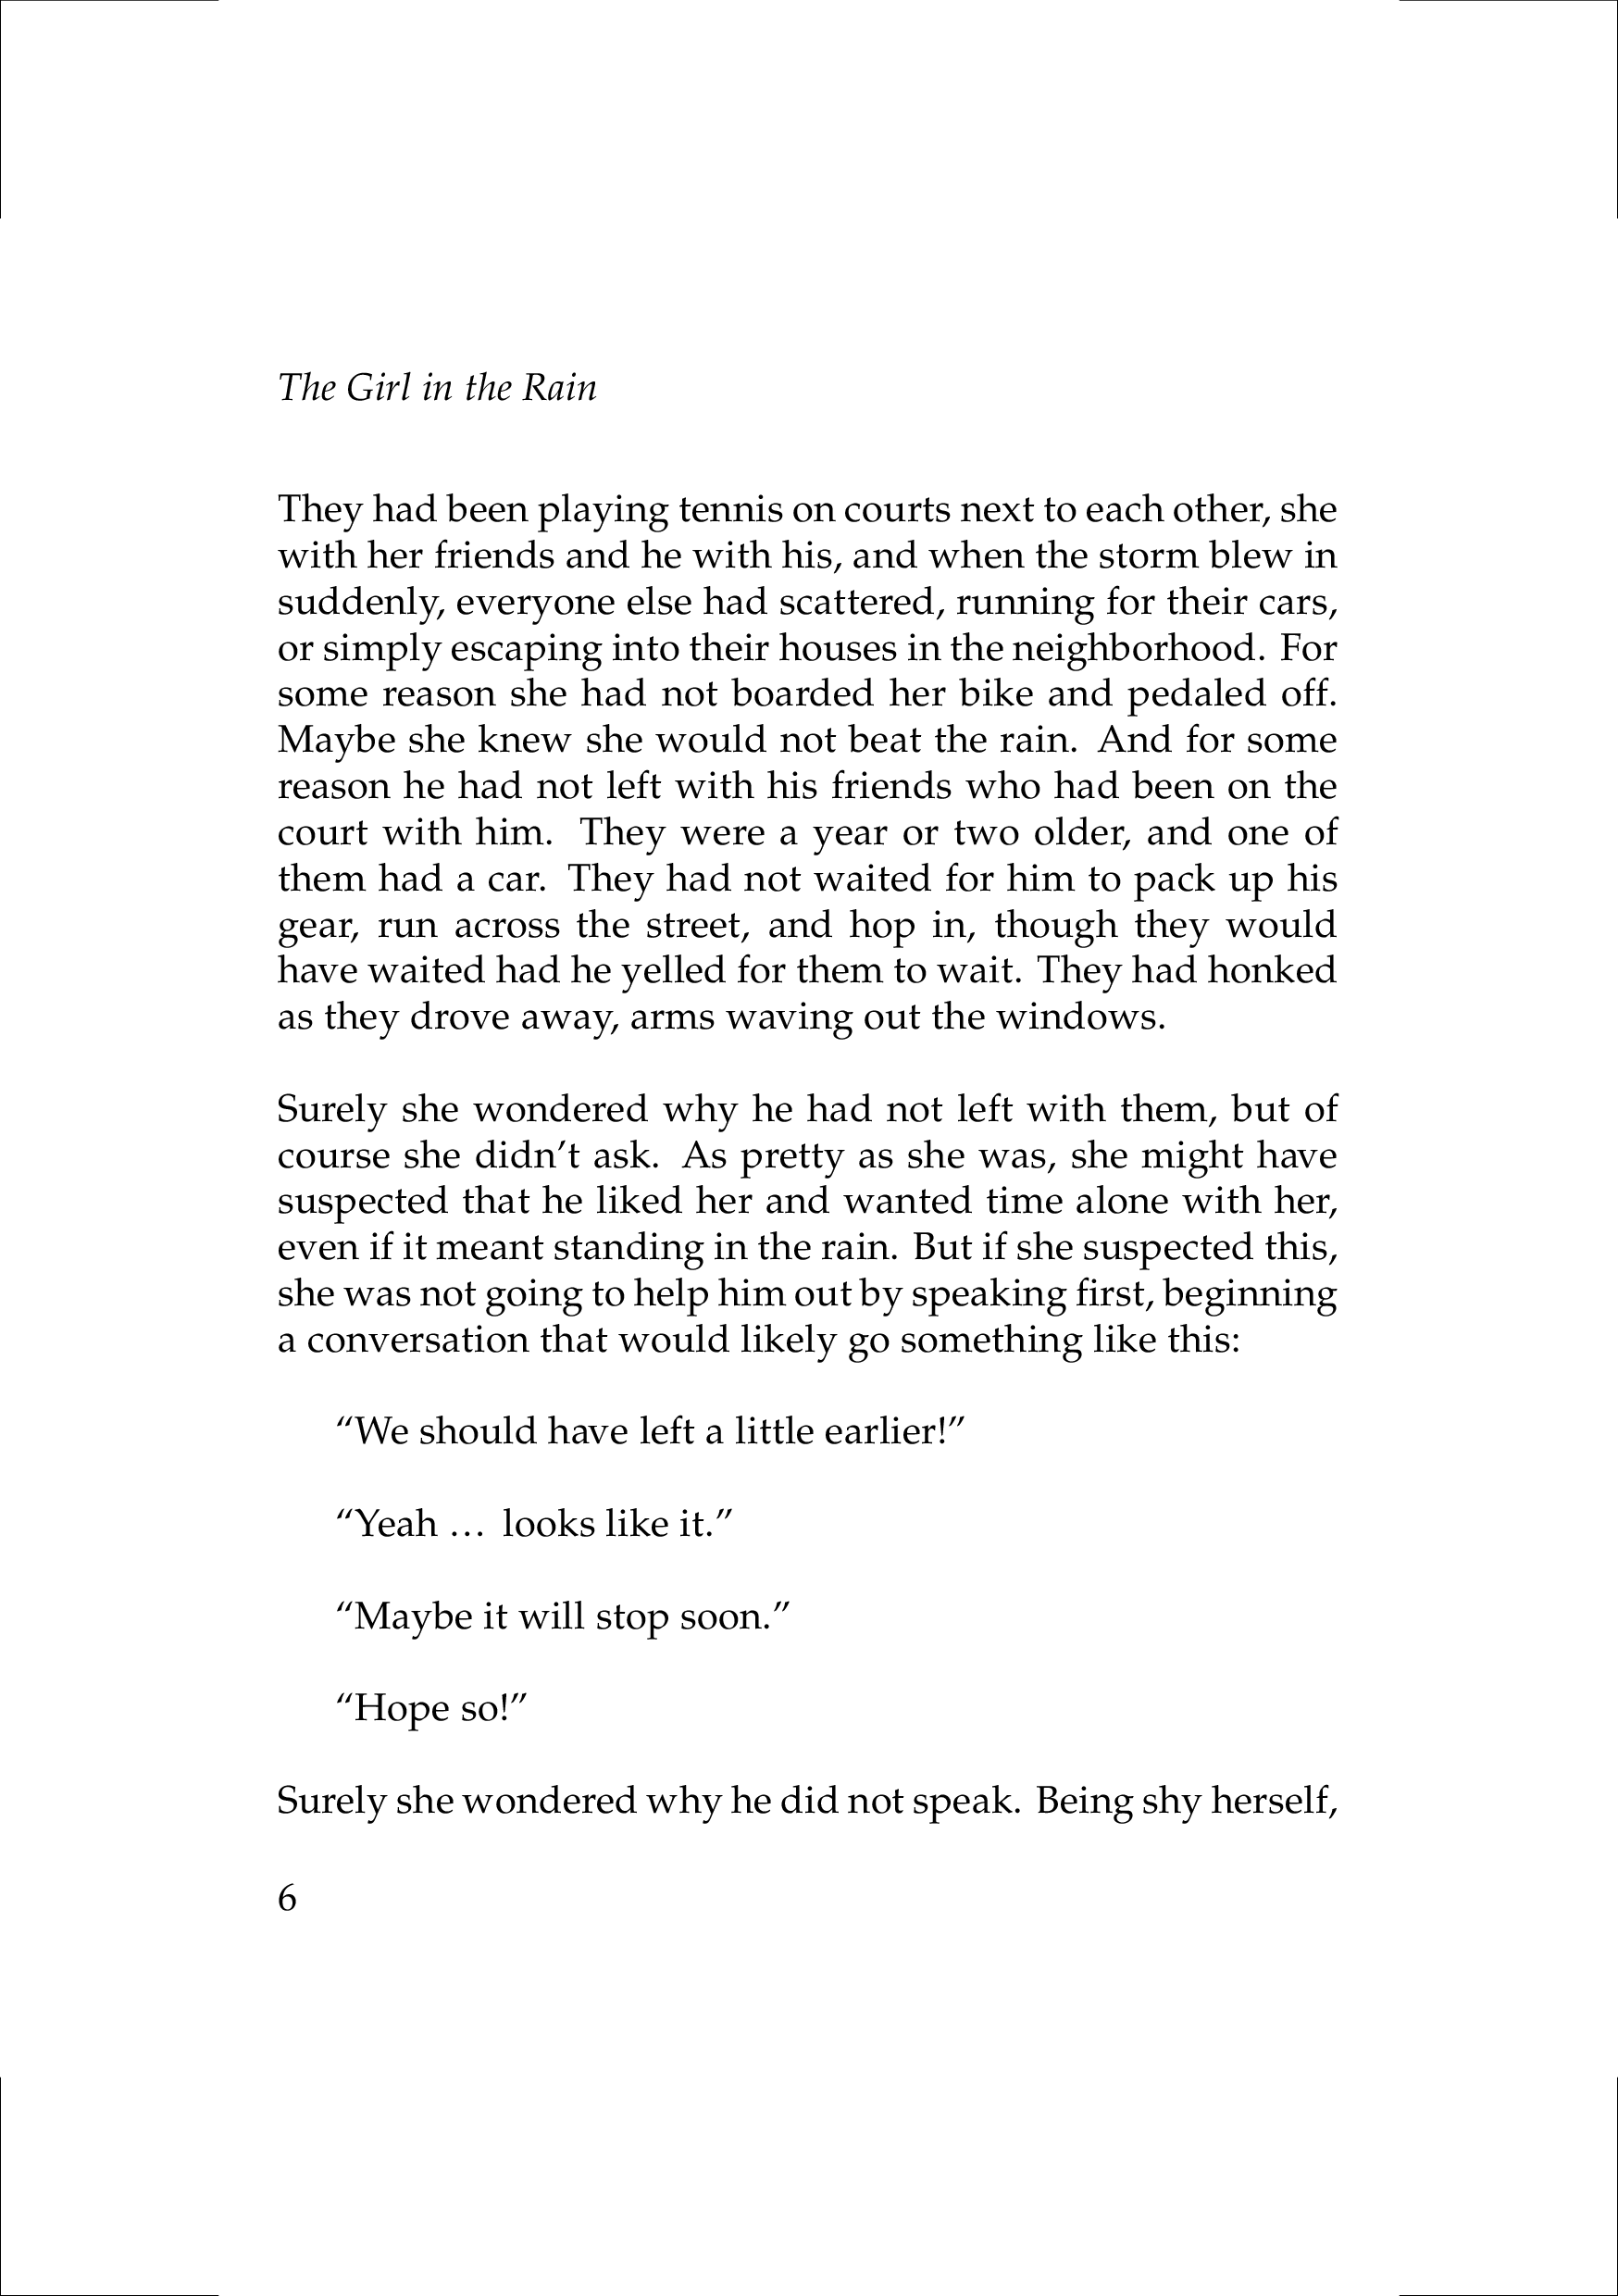 The Girl in the Rain
They had been playing tennis on courts next to each other, she
with her friends and he with his, and when the storm blew in
suddenly, everyone else had scattered, running for their cars,
or simply escaping into their houses in the neighborhood. For
some reason she had not boarded her bike and pedaled off.
Maybe she knew she would not beat the rain. And for some
reason he had not left with his friends who had been on the
court with him. They were a year or two older, and one of
them had a car. They had not waited for him to pack up his
gear, run across the street, and hop in, though they would
have waited had he yelled for them to wait. They had honked
as they drove away, arms waving out the windows.
Surely she wondered why he had not left with them, but of
course she didn’t ask. As pretty as she was, she might have
suspected that he liked her and wanted time alone with her,
even if it meant standing in the rain. But if she suspected this,
she was not going to help him out by speaking first, beginning
a conversation that would likely go something like this:
“We should have left a little earlier!”
“Yeah … looks like it.”
“Maybe it will stop soon.”
“Hope so!”
Surely she wondered why he did not speak. Being shy herself,
6